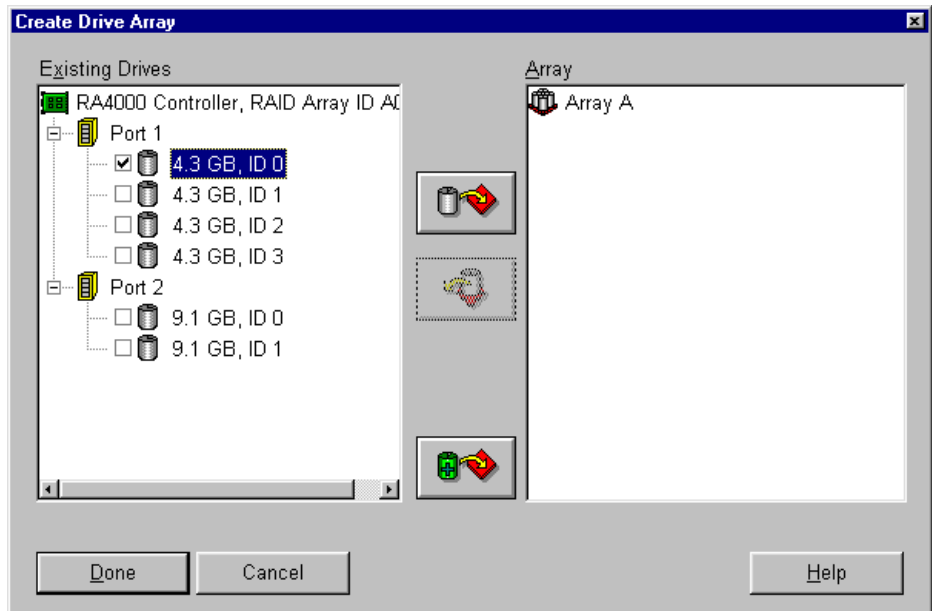 Create Drive Array
Existing Drives
RA4000 Controller, RAID Array ID
Port 1
4.3 GB, ID 0
4.3 GB, ID 1
4.3 GB, ID 2
4.3 GB, ID 3
Port 2
9.1 GB, ID 0
9.1 GB, ID 1
Array
Array A
Done
Cancel
Help